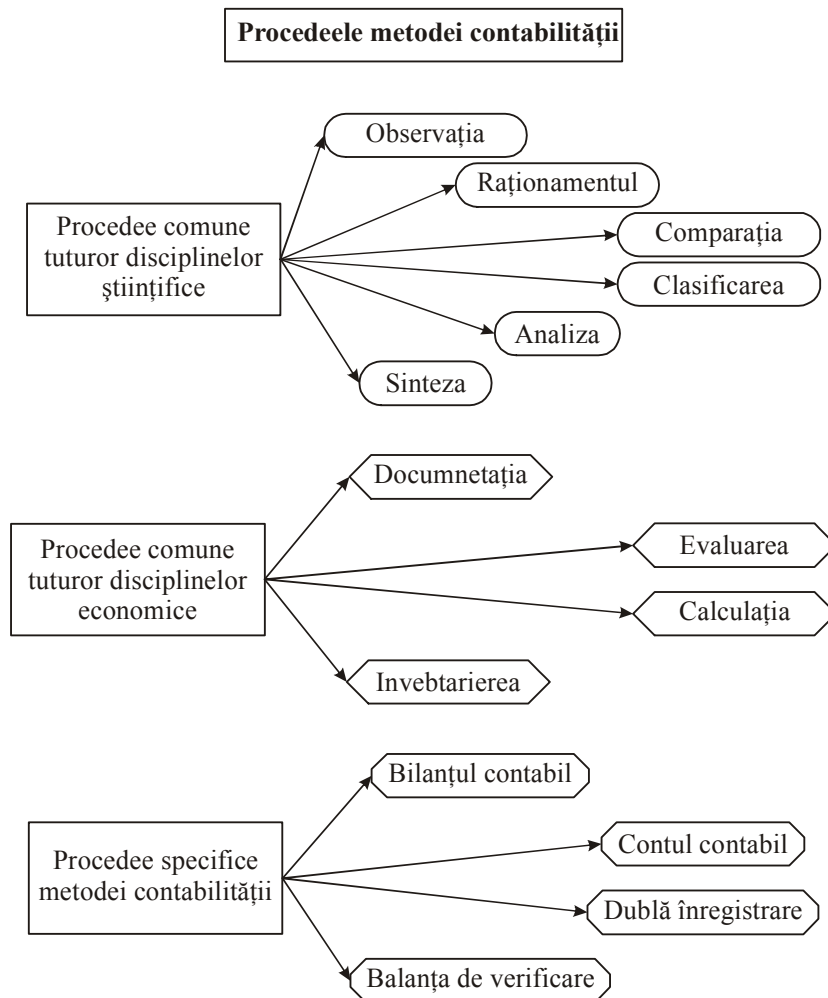 Procedeele metodei contabilității
Observația
Raționamentul
Procedee comune
tuturor disciplinelor
științifice
Comparația
Clasificarea
Analiza
Sinteza
Documnetația
Procedee comune
tuturor disciplinelor
economice
Evaluarea
Calculația
Invebtarierea
Bilanțul contabil
Procedee specifice
metodei contabilității
Contul contabil
Dublă înregistrare
Balanța de verificare